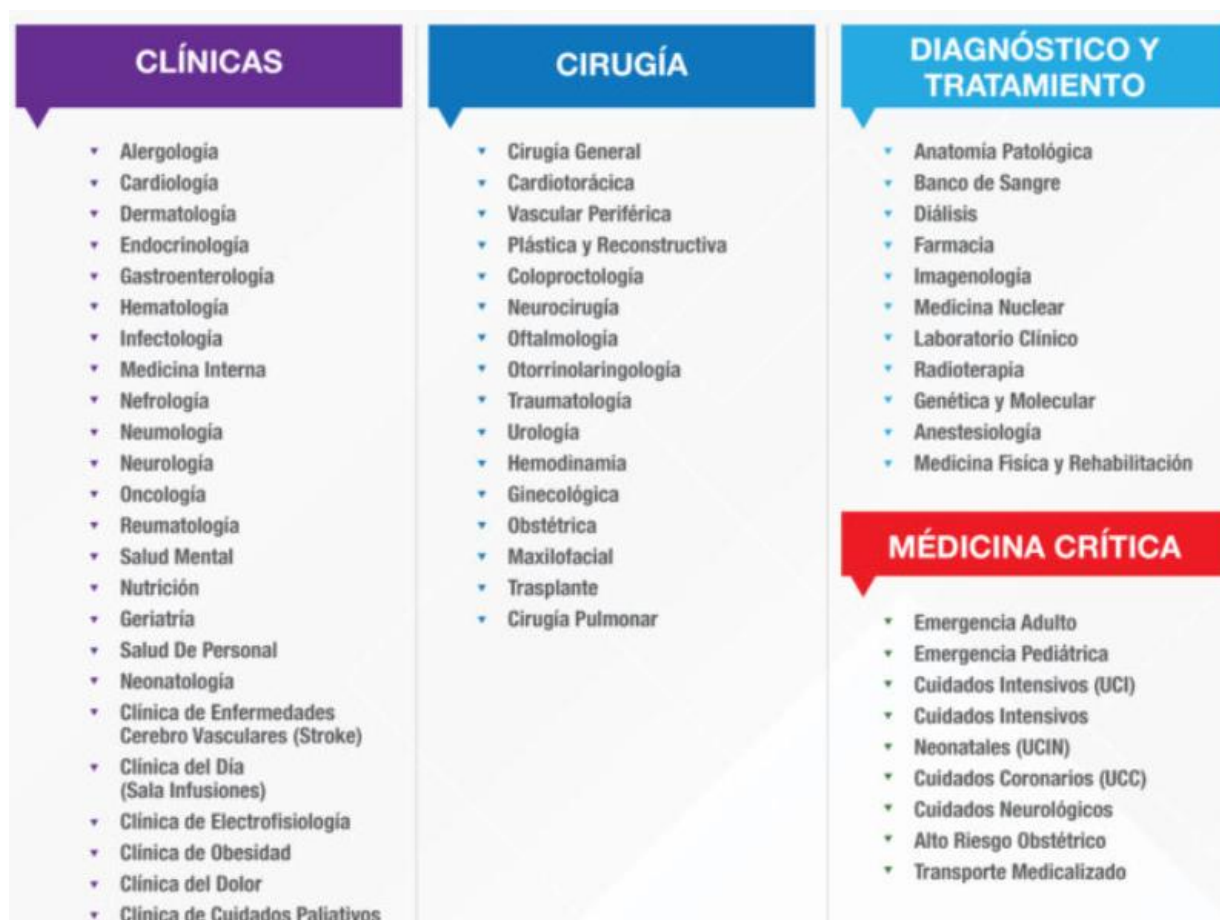 CLÍNICAS
Alergología
Cardiología
Dermatología
Endocrinología
Gastroenterología
Hematología
Infectología
Medicina Interna
Nefrología
Neumología
Neurología
Oncología
Reumatología
Salud Mental
Nutrición
Geriatría
Salud De Personal
Neonatología
Clínica de Enfermedades
Cerebro Vasculares (Stroke)
Clínica del Día
(Sala Infusiones)
Clínica de Electrofisiología
Clínica de Obesidad
Clínica del Dolor
Clínica de Cuidados Paliativos
CIRUGÍA
Cirugía General
Cardiotorácica
Vascular Periférica
Plástica y Reconstructiva
Coloproctología
Neurocirugía
Oftalmología
Otorrinolaringología
Traumatología
Urología
Hemodinamia
Ginecológica
Obstétrica
Maxilofacial
Trasplante
Cirugía Pulmonar
DIAGNÓSTICO Y
TRATAMIENTO
Anatomía Patológica
Banco de Sangre
Diálisis
Farmacia
Imagenología
Medicina Nuclear
Laboratorio Clínico
Radioterapia
Genética y Molecular
Anestesiología
Medicina Fisíca y Rehabilitación
MÉDICINA CRÍTICA
Emergencia Adulto
Emergencia Pediátrica
Cuidados Intensivos (UCI)
Cuidados Intensivos
Neonatales (UCIN)
Cuidados Coronarios (UCC)
Cuidados Neurológicos
Alto Riesgo Obstétrico
Transporte Medicalizado